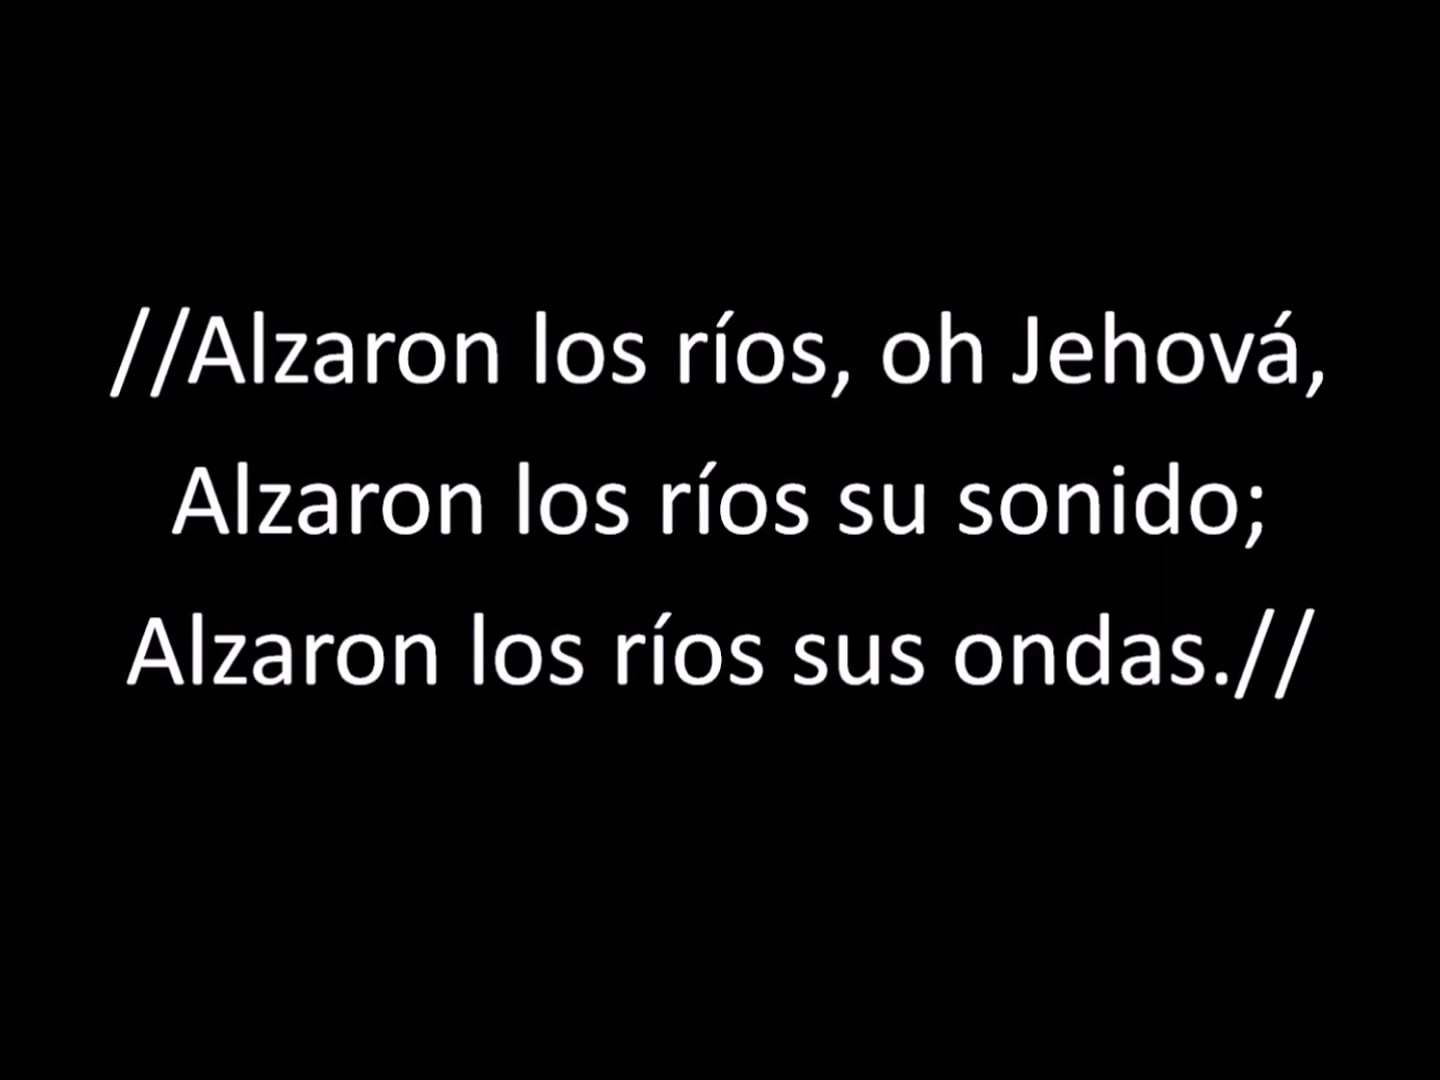 //Alzaron los ríos, oh Jehová,
Alzaron los ríos su sonido;
Alzaron los ríos sus ondas.//